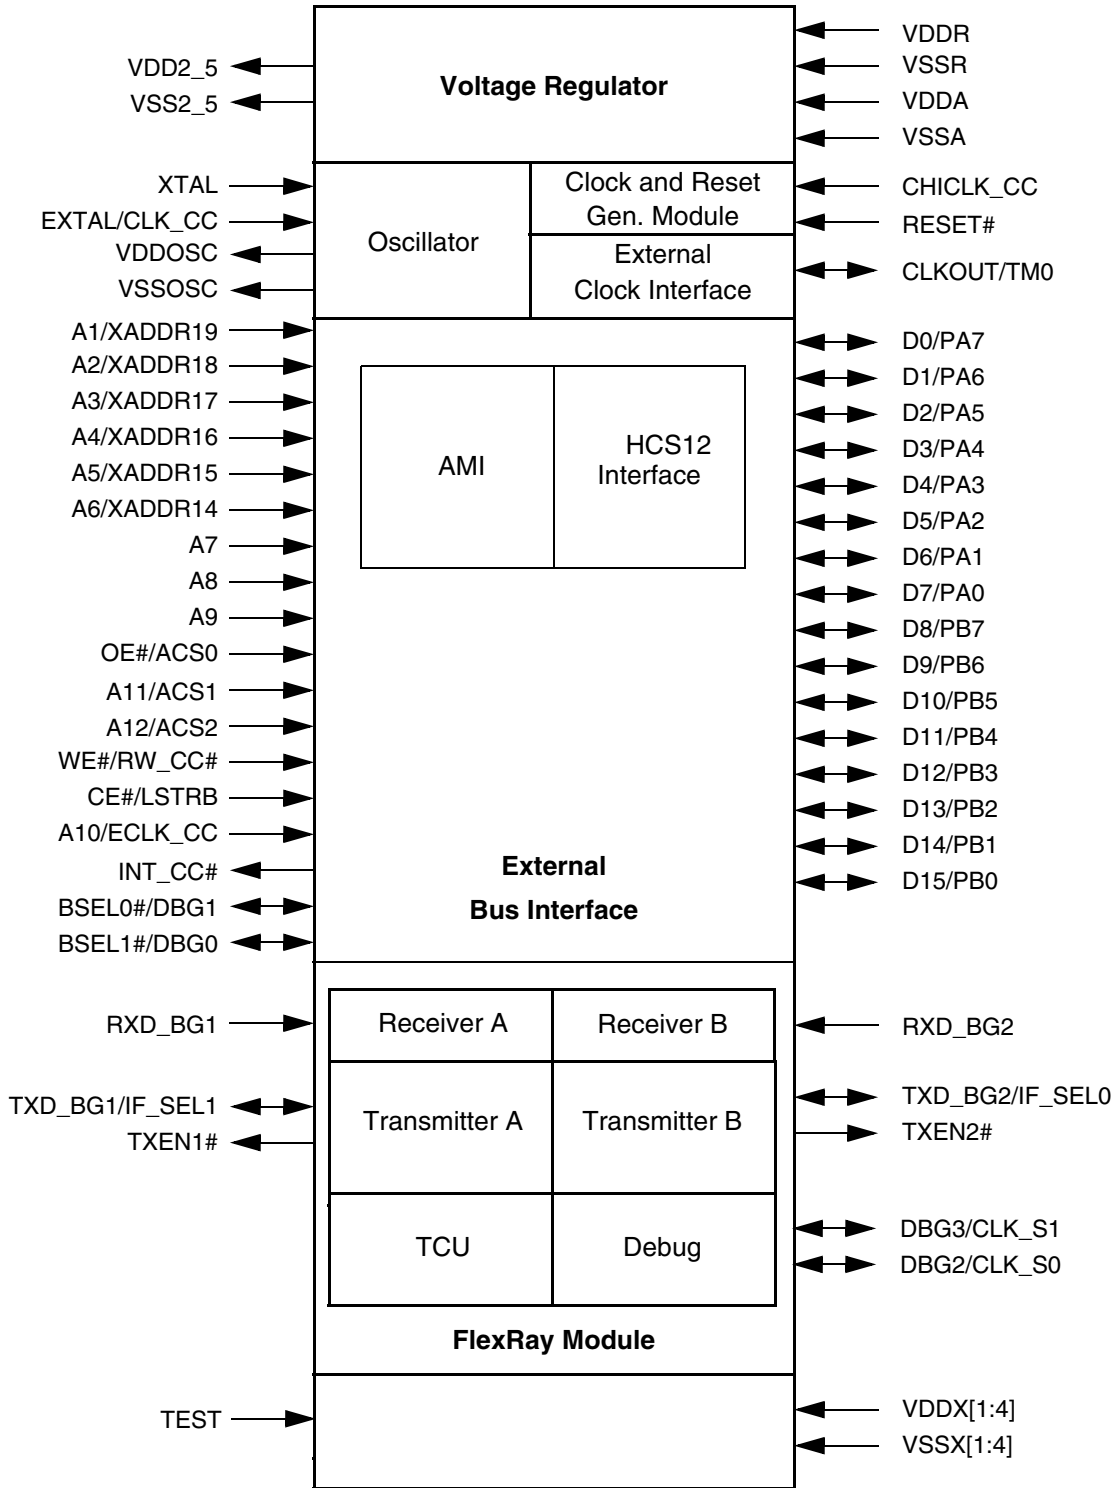 VDDR
VDD2_5
VSSR
Voltage Regulator
VSS2_5
VDDA
VSSA
XTAL
Clock and Reset
Gen. Module
CHICLK_CC
EXTAL/CLK_CC
RESET#
Oscillator
VDDOSC
External
Clock Interface
CLKOUT/TM0
VSSOSC
A1/XADDR19
A2/XADDR18
A3/XADDR17
A4/XADDR16
A5/XADDR15
A6/XADDR14
A7
A8
A9
OE#/ACS0
A11/ACS1
A12/ACS2
WE#/RW_CC#
CE#/LSTRB
A10/ECLK_CC
INT_CC#
BSEL0#/DBG1
BSEL1#/DBG0
AMI
HCS12
Interface
External
Bus Interface
D0/PA7
D1/PA6
D2/PA5
D3/PA4
D4/PA3
D5/PA2
D6/PA1
D7/PA0
D8/PB7
D9/PB6
D10/PB5
D11/PB4
D12/PB3
D13/PB2
D14/PB1
D15/PB0
RXD_BG1
Receiver A
Receiver B
RXD_BG2
TXD_BG1/IF_SEL1
TXEN1#
Transmitter A
Transmitter B
TXD_BG2/IF_SEL0
TXEN2#
TCU
Debug
DBG3/CLK_S1
DBG2/CLK_S0
FlexRay Module
TEST
VDDX[1:4]
VSSX[1:4]